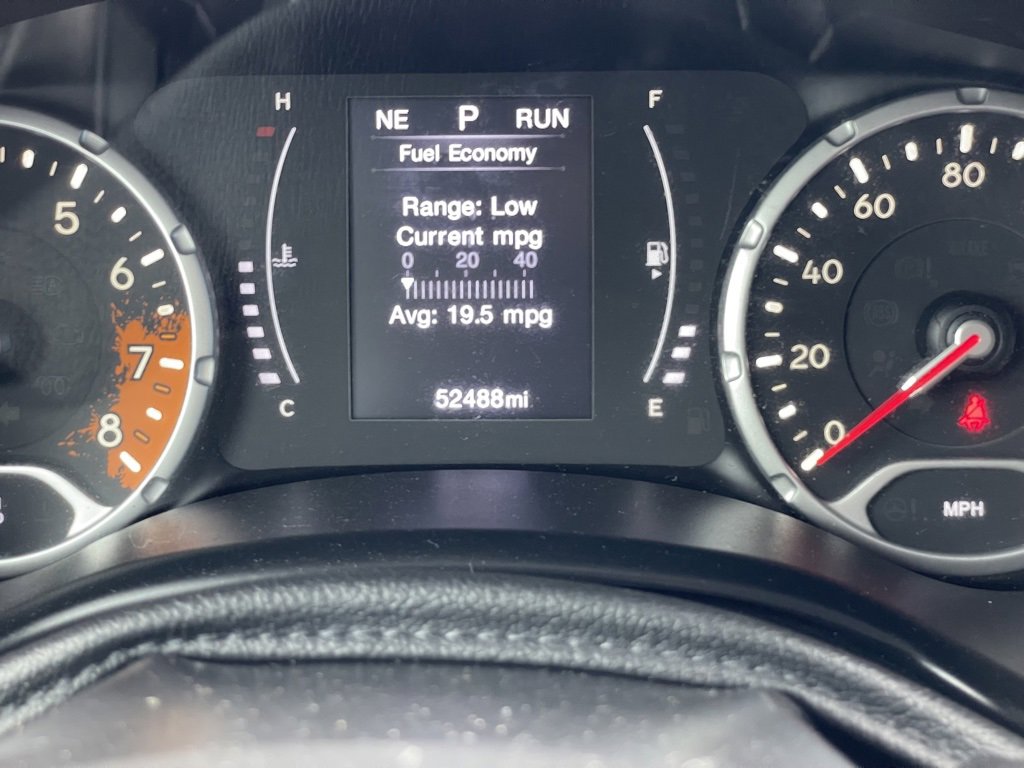 H
F
NE P RUN
Fuel Economy
Range: Low
Current mpg
0 20 40
Avg: 19.5 mpg
52488mi
C
E
5
6
7
8
80
60
40
20
0
MPH